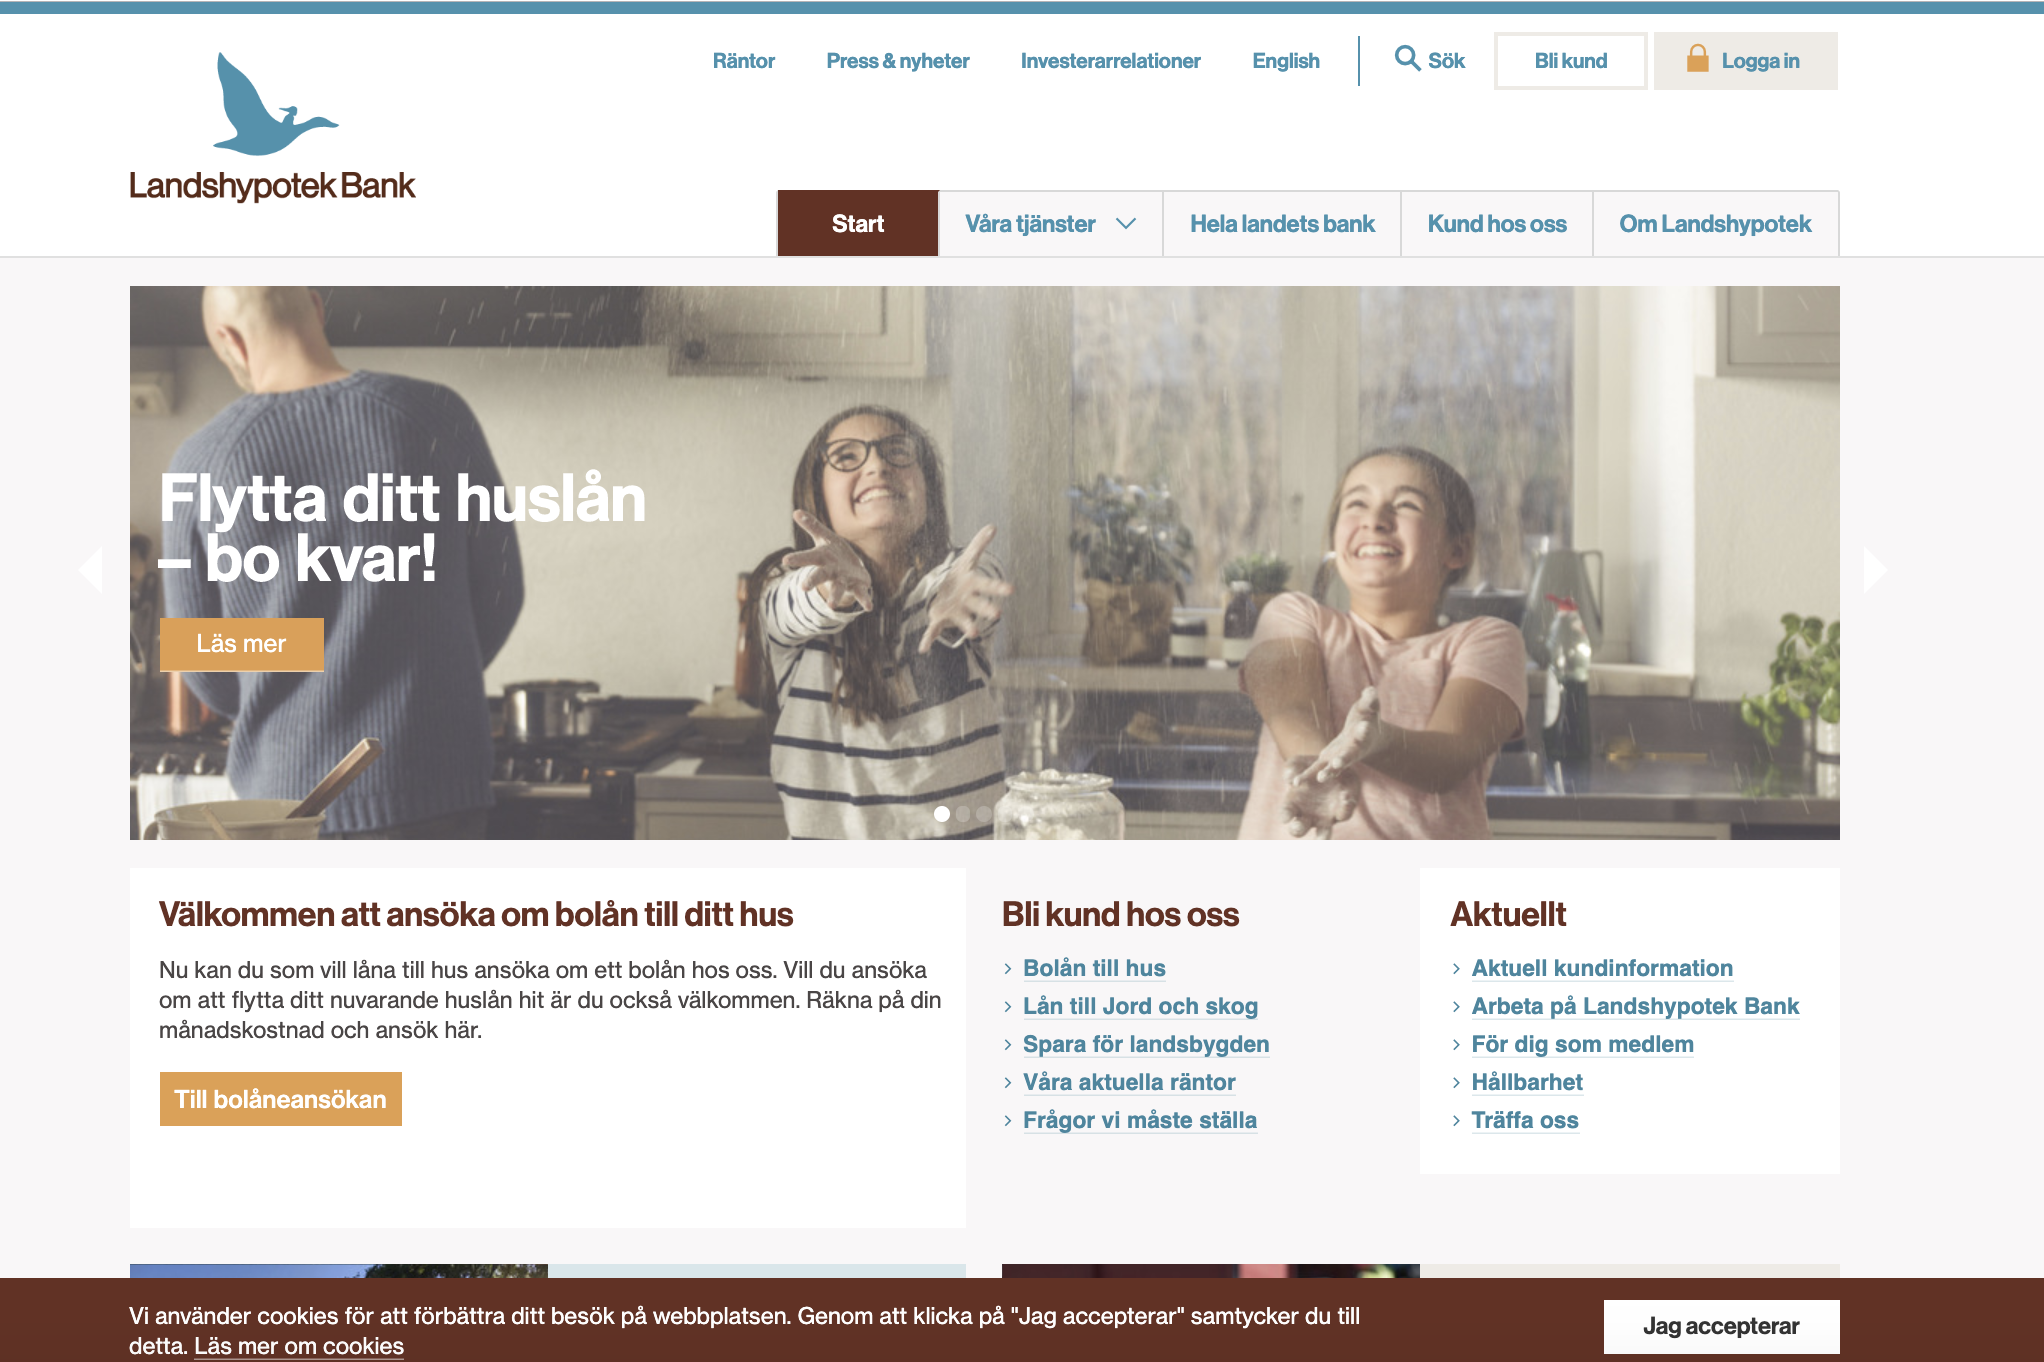 Räntor
Press & nyheter
Investerarrelationer
English
Sök
Bli kund
Logga in
Landshypotek Bank
Start
Våra tjänster
Hela landets bank
Kund hos oss
Om Landshypotek
Flytta ditt huslån
– bo kvar!
Läs mer
Välkommen att ansöka om bolån till ditt hus
Nu kan du som vill låna till hus ansöka om ett bolån hos oss. Vill du ansöka
om att flytta ditt nuvarande huslån hit är du också välkommen. Räkna på din
månadskostnad och ansök här.
Till bolåneansökan
Bli kund hos oss
Bolån till hus
Lån till Jord och skog
Spara för landsbygden
Våra aktuella räntor
Frågor vi måste ställa
Aktuellt
Aktuell kundinformation
Arbeta på Landshypotek Bank
För dig som medlem
Hållbarhet
Träffa oss
Vi använder cookies för att förbättra ditt besök på webbplatsen. Genom att klicka på "Jag accepterar" samtycker du till
detta. Läs mer om cookies
Jag accepterar